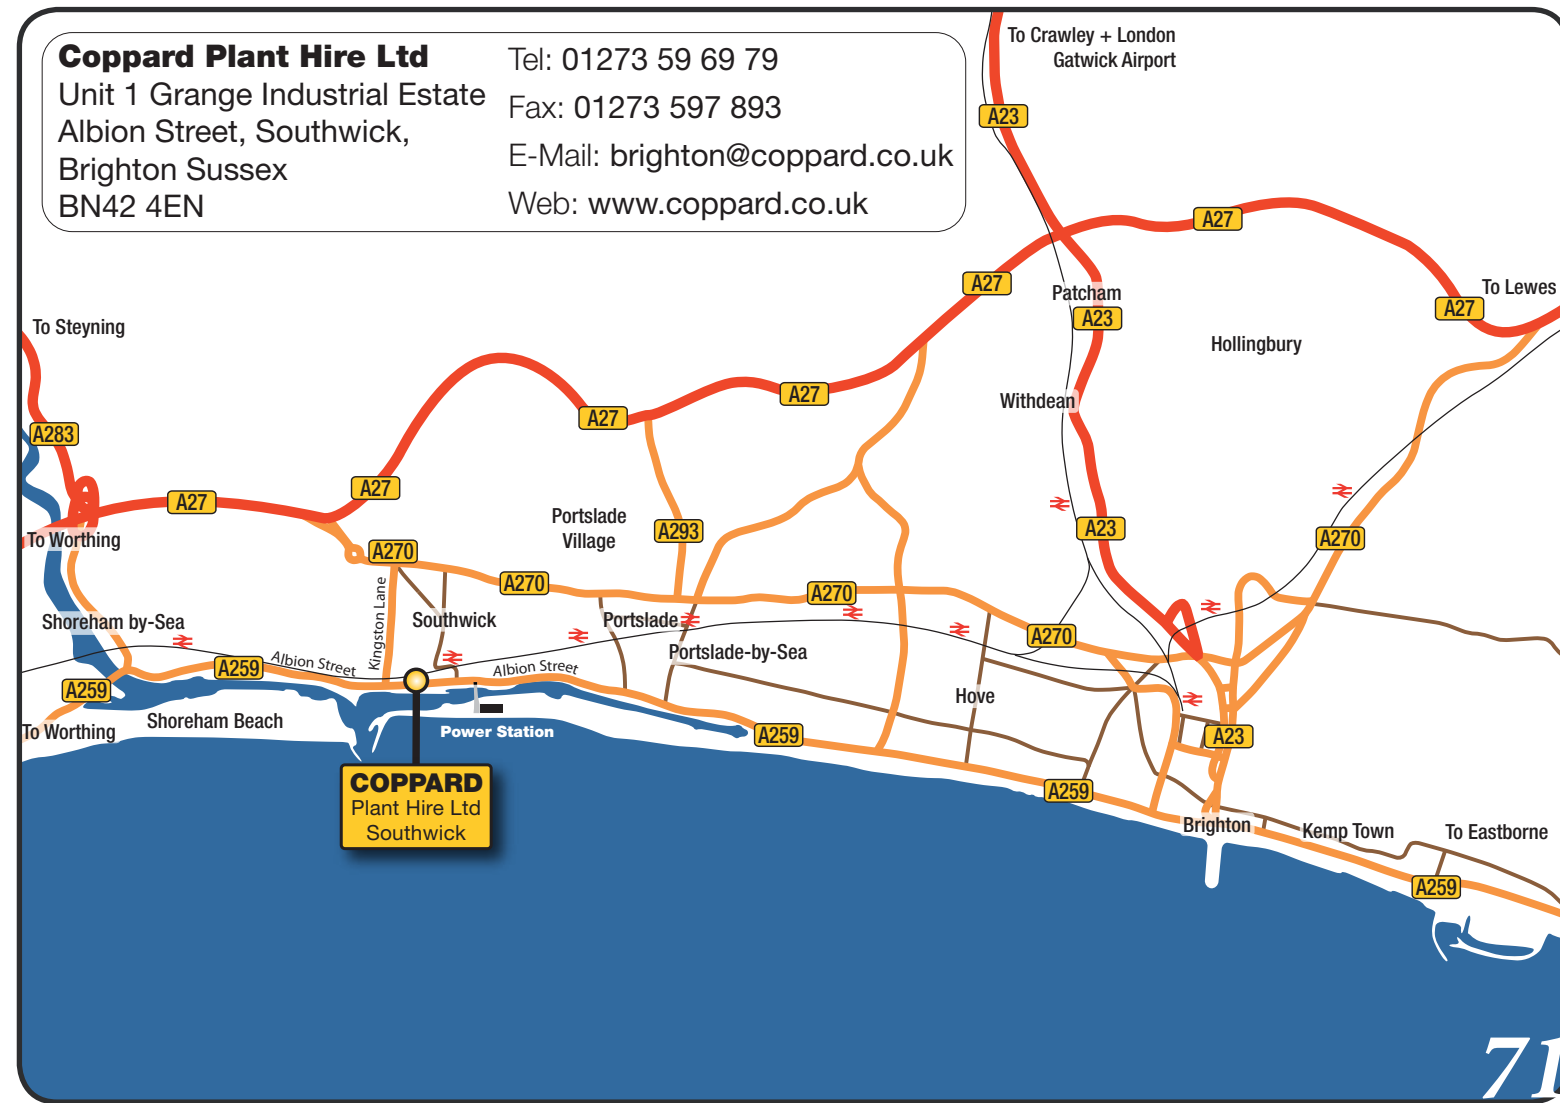 Coppard Plant Hire Ltd
Unit 1 Grange Industrial Estate
Albion Street, Southwick,
Brighton Sussex
BN42 4EN
Tel: 01273 59 69 79
Fax: 01273 597 893
E-Mail: brighton@coppard.co.uk
Web: www.coppard.co.uk
To Crawley + London
Gatwick Airport
A23
A27
A27
To Lewes
A27
Patcham
A23
To Steyning
Hollingbury
A27
Withdean
A27
A283
A27
A27
To Worthing
Portslade
Village
A293
A23
A270
A270
A270
A270
Kingston Lane
Shoreham by-Sea
Southwick
Portslade
A270
Portslade-by-Sea
Albion Street
Albion Street
A259
A259
Hove
To Worthing
Shoreham Beach
Power Station
A259
A23
COPPARD
Plant Hire Ltd
Southwick
A259
Brighton
Kemp Town
To Eastborne
A259
71